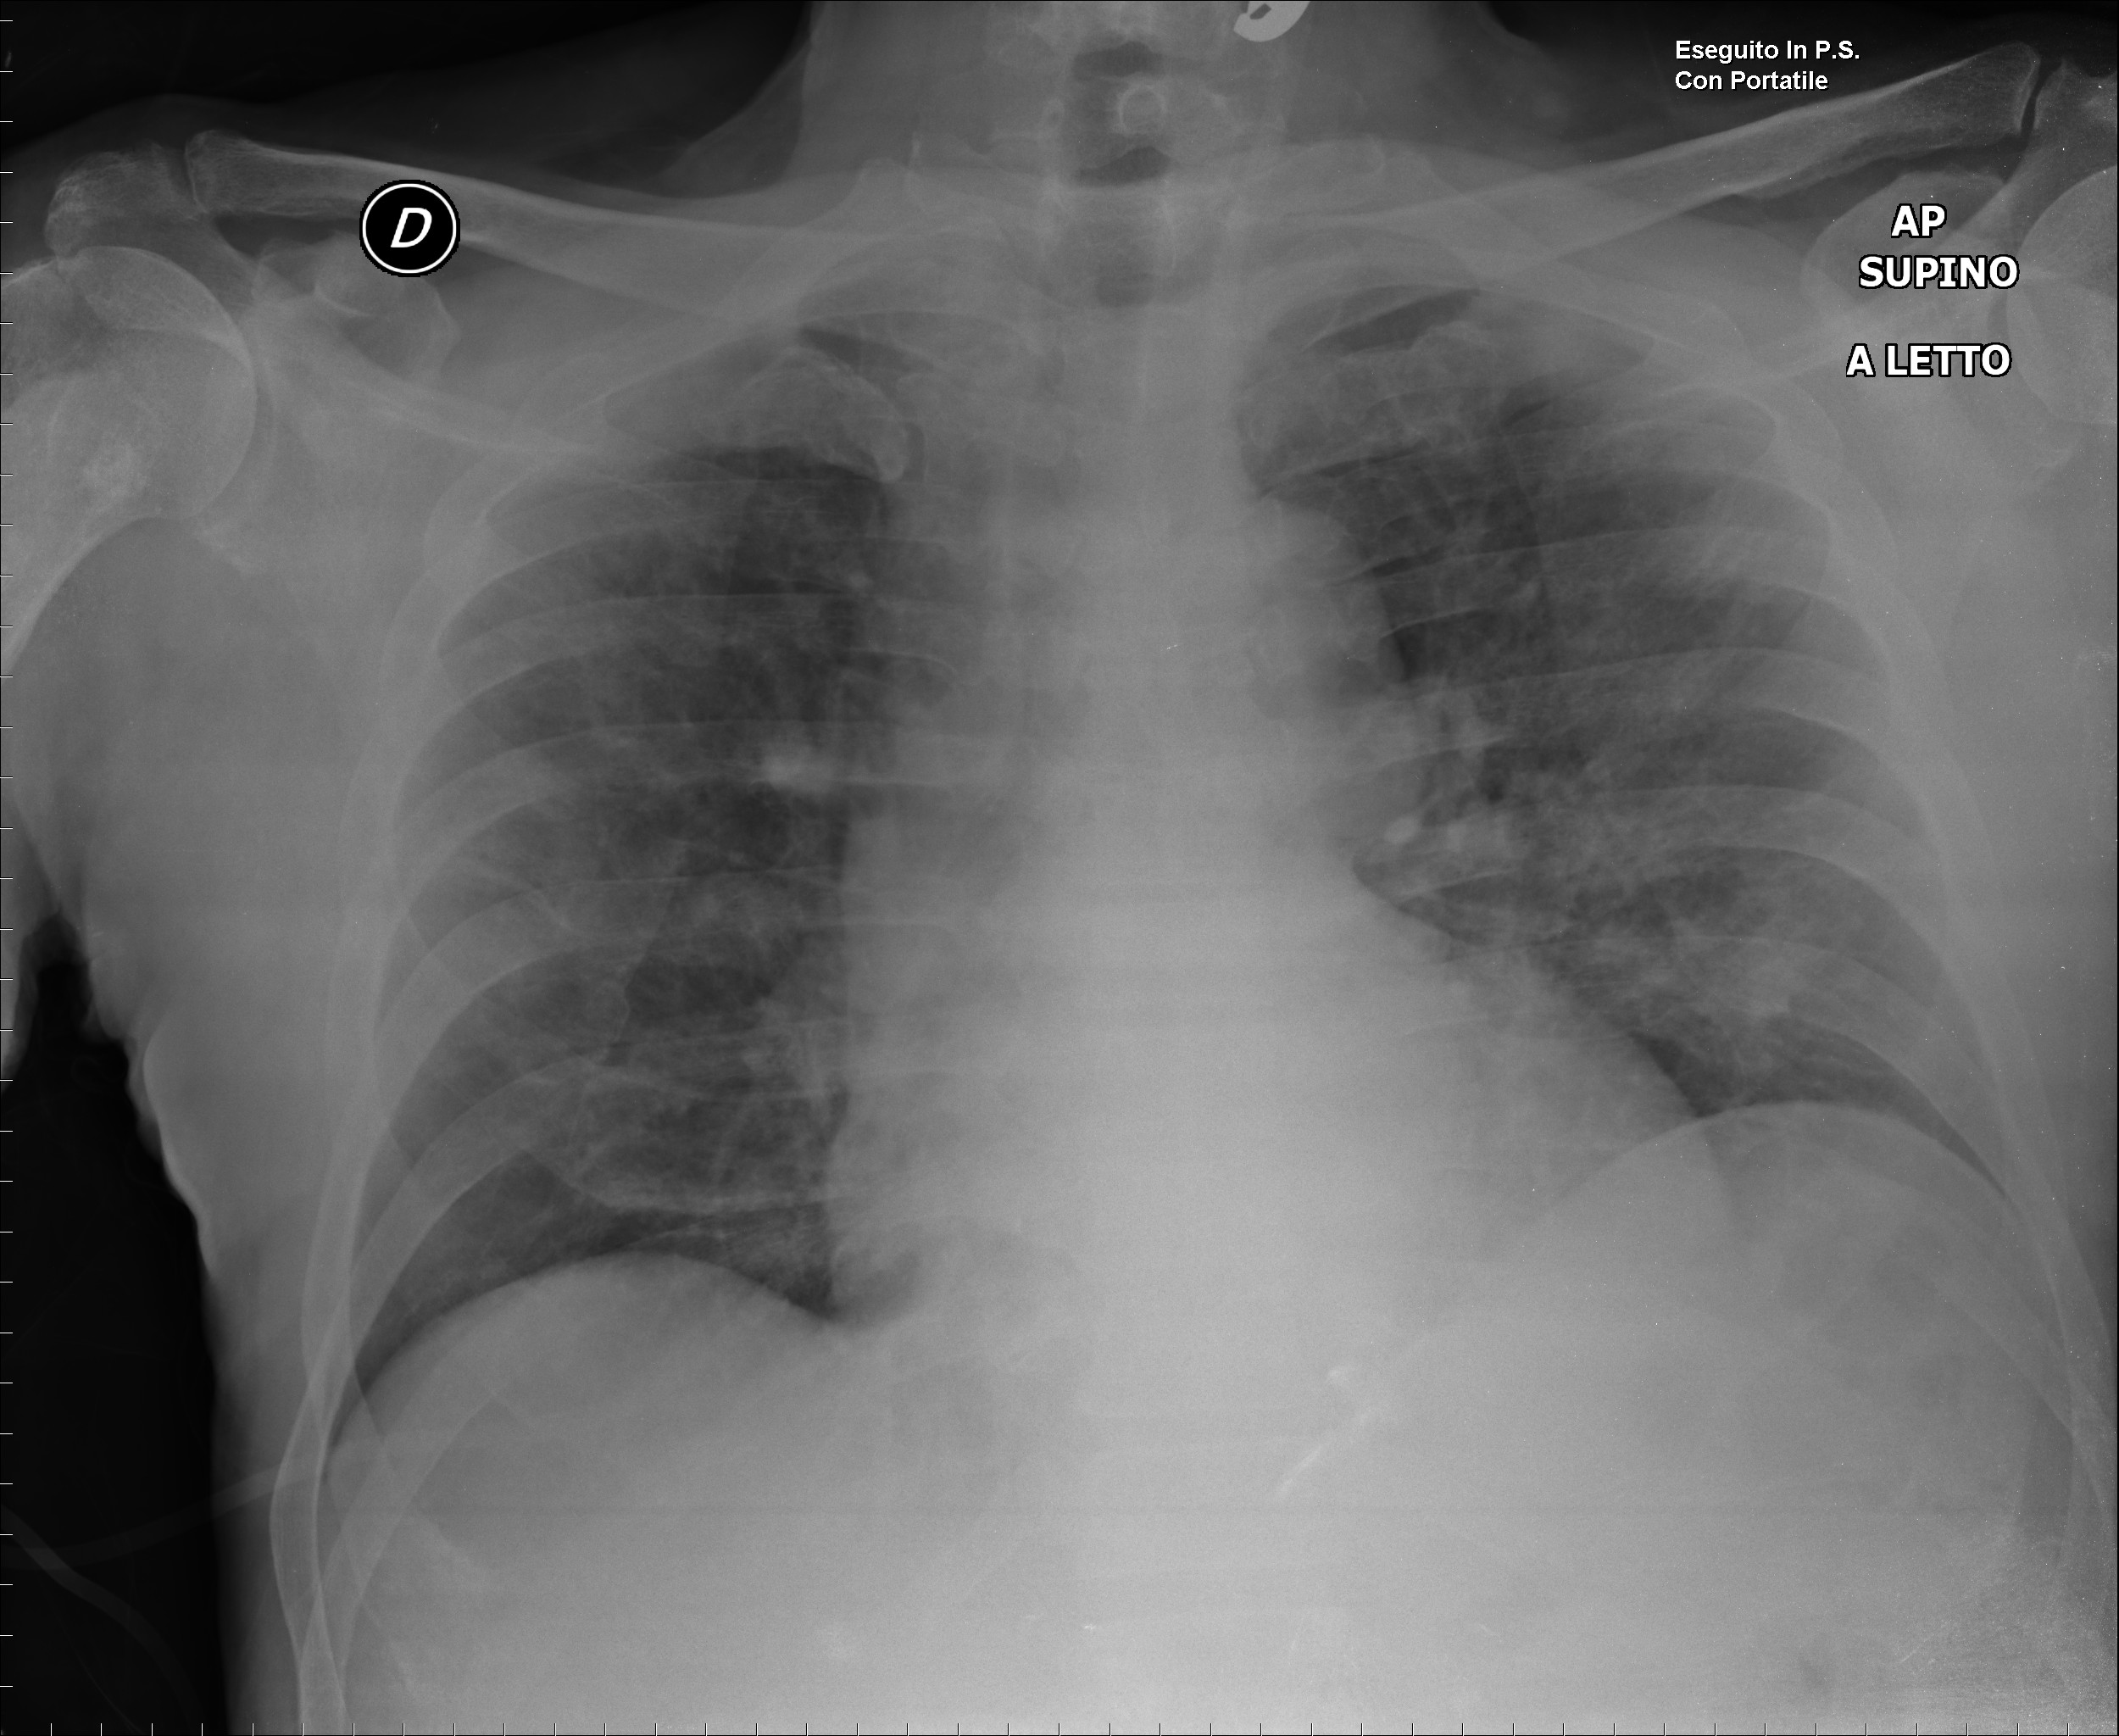 Eseguito In P.S.
Con Portatile
D
AP
SUPINO
A LETTO